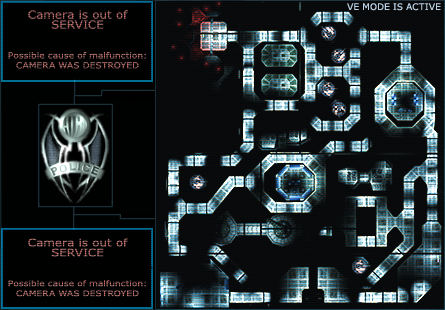 Camera is out of
SERVICE
Possible cause of malfunction:
CAMERA WAS DESTROYED
VE MODE IS ACTIVE
POLICE
Camera is out of
SERVICE
Possible cause of malfunction:
CAMERA WAS DESTROYED